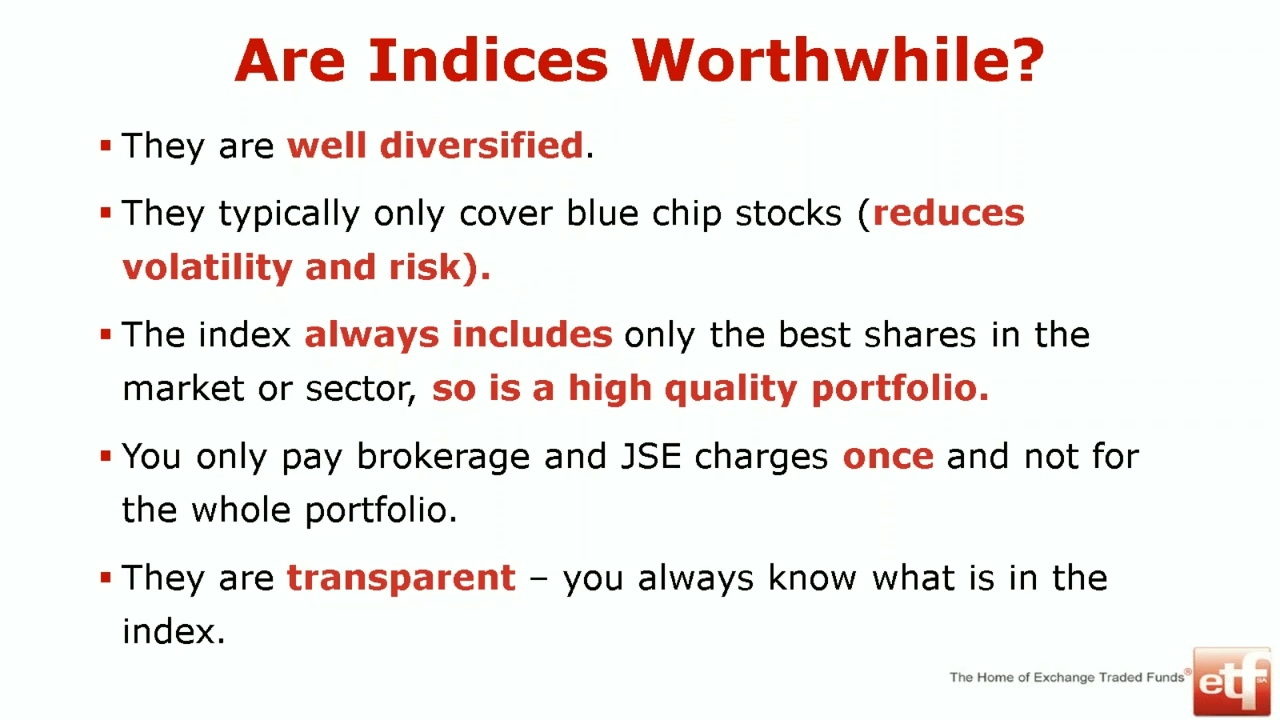 Are Indices Worthwhile?
▪ They are well diversified.
▪ They typically only cover blue chip stocks (reduces
volatility and risk).
▪ The index always includes only the best shares in the
market or sector, so is a high quality portfolio.
▪ You only pay brokerage and JSE charges once and not for
the whole portfolio.
▪ They are transparent – you always know what is in the
index.
The Home of Exchange Traded Funds®
etf
SA